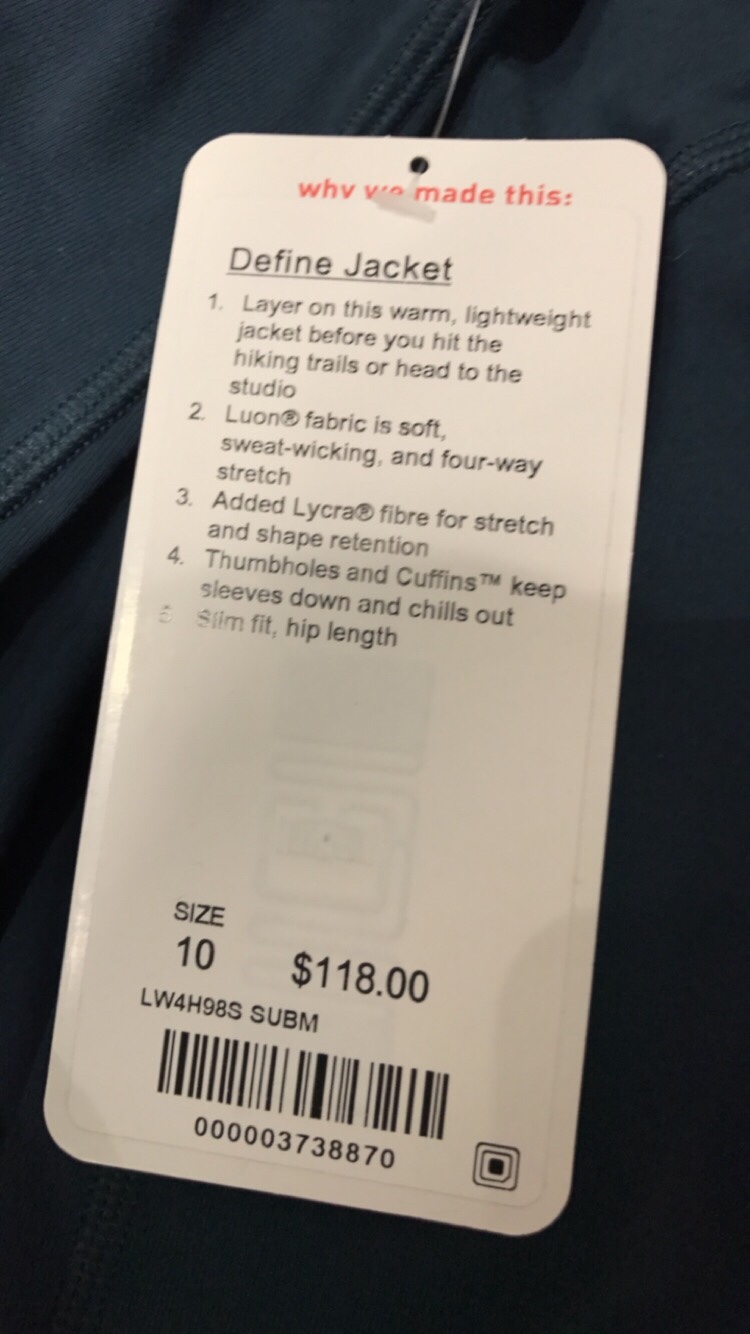 why we made this:
Define Jacket
1. Layer on this warm, lightweight
jacket before you hit the
hiking trails or head to the
studio
2. Luon® fabric is soft,
sweat-wicking, and four-way
stretch
3. Added Lycra® fibre for stretch
and shape retention
4. Thumbholes and Cuffins™ keep
sleeves down and chills out
5. Slim fit, hip length
SIZE
10 $118.00
LW4H98S SUBM
000003738870